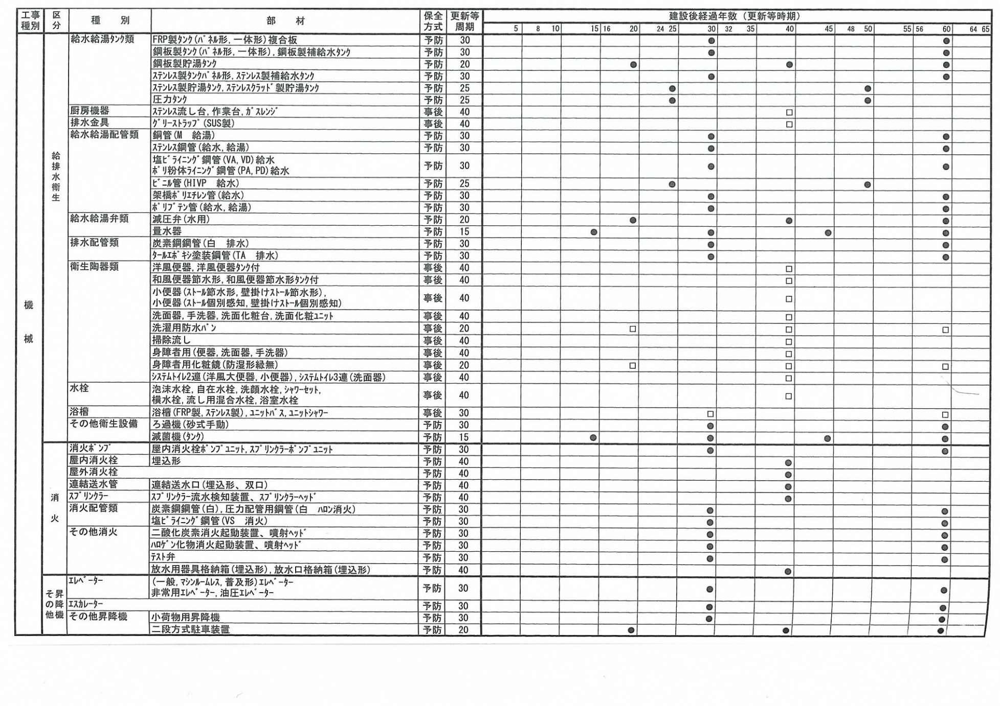 工事種別 区分 種　別 部　材 保全方式 更新等周期 建設後経過年数（更新等時期）
5 8 10 15 16 20 24 25 30 32 35 40 45 48 50 55 56 60 64 65
機械
給排水衛生
給水給湯ﾀﾝｸ類 FRP製ﾀﾝｸ(ﾊﾟﾈﾙ形,一体形)複合板 予防 30 ● ●
鋼板製ﾀﾝｸ(ﾊﾟﾈﾙ形,一体形),鋼板製補給水ﾀﾝｸ 予防 30 ● ●
鋼板製貯湯ﾀﾝｸ 予防 20 ● ● ●
ｽﾃﾝﾚｽ製ﾀﾝｸﾊﾟﾈﾙ形,ｽﾃﾝﾚｽ製補給水ﾀﾝｸ 予防 30 ● ●
ｽﾃﾝﾚｽ製貯湯ﾀﾝｸ,ｽﾃﾝﾚｽｸﾗｯﾄﾞ製貯湯ﾀﾝｸ 予防 25 ● ●
圧力ﾀﾝｸ 予防 25 ● ●
厨房機器 ｽﾃﾝﾚｽ流し台,作業台,ｶﾞｽﾚﾝｼﾞ 事後 40 □
排水金具 ｸﾞﾘｰｽﾄﾗｯﾌﾟ(SUS製) 事後 40 □
給水給湯配管類 銅管(M　給湯) 予防 30 ● ●
ｽﾃﾝﾚｽ鋼管(給水,給湯) 予防 30 ● ●
塩ﾋﾞﾗｲﾆﾝｸﾞ鋼管(VA,VD)給水
ﾎﾟﾘ粉体ﾗｲﾆﾝｸﾞ鋼管(PA,PD)給水 予防 30 ● ●
ﾋﾞﾆﾙ管(HIVP　給水) 予防 25 ● ●
架橋ﾎﾟﾘｴﾁﾚﾝ管(給水) 予防 30 ● ●
ﾎﾟﾘﾌﾞﾃﾝ管(給水,給湯) 予防 30 ● ●
給水給湯弁類 減圧弁(水用) 予防 20 ● ● ●
量水器 予防 15 ● ● ● ●
排水配管類 炭素鋼鋼管(白　排水) 予防 30 ● ●
ﾀｰﾙｴﾎﾟｷｼ塗装鋼管(TA　排水) 予防 30 ● ●
衛生陶器類 洋風便器,洋風便器ﾀﾝｸ付 事後 40 □
和風便器節水形,和風便器節水形ﾀﾝｸ付 事後 40 □
小便器(ｽﾄｰﾙ節水形,壁掛けｽﾄｰﾙ節水形),
小便器(ｽﾄｰﾙ個別感知,壁掛けｽﾄｰﾙ個別感知) 事後 40 □
洗面器,手洗器,洗面化粧台,洗面化粧ﾕﾆｯﾄ 事後 40 □
洗濯用防水ﾊﾟﾝ 事後 20 □ □ □
掃除流し 事後 40 □
身障者用(便器,洗面器,手洗器) 事後 40 □
身障者用化粧鏡(防湿形縁無) 事後 20 □ □ □
ｼｽﾃﾑﾄｲﾚ2連(洋風大便器,小便器),ｼｽﾃﾑﾄｲﾚ3連(洗面器) 事後 40 □
水栓 泡沫水栓,自在水栓,洗顔水栓,ｼｬﾜｰｾｯﾄ,
横水栓,流し用混合水栓,浴室水栓 事後 40 □
浴槽 浴槽(FRP製,ｽﾃﾝﾚｽ製),ﾕﾆｯﾄﾊﾞｽ,ﾕﾆｯﾄｼｬﾜｰ 事後 30 □ □
その他衛生設備 ろ過機(砂式手動) 予防 30 ● ●
減菌機(ﾀﾝｸ) 予防 15 ● ● ● ●
消火
消火ﾎﾟﾝﾌﾟ 屋内消火栓ﾎﾟﾝﾌﾟﾕﾆｯﾄ,ｽﾌﾟﾘﾝｸﾗｰﾎﾟﾝﾌﾟﾕﾆｯﾄ 予防 30 ● ●
屋内消火栓 埋込形 予防 40 ●
屋外消火栓 予防 40 ●
連結送水管 連結送水口(埋込形、双口) 予防 40 ●
ｽﾌﾟﾘﾝｸﾗｰ ｽﾌﾟﾘﾝｸﾗｰ流水検知装置、ｽﾌﾟﾘﾝｸﾗｰﾍｯﾄﾞ 予防 40 ●
消火配管類 炭素鋼鋼管(白),圧力配管用鋼管(白　ﾊﾛﾝ消火) 予防 30 ● ●
塩ﾋﾞﾗｲﾆﾝｸﾞ鋼管(VS　消火) 予防 30 ● ●
その他消火 二酸化炭素消火起動装置、噴射ﾍｯﾄﾞ 予防 30 ● ●
ﾊﾛｹﾞﾝ化物消火起動装置、噴射ﾍｯﾄﾞ 予防 30 ● ●
ﾃｽﾄ弁 予防 30 ● ●
放水用器具格納箱(埋込形),放水口格納箱(埋込形) 予防 40 ●
昇降機その他
ｴﾚﾍﾞｰﾀｰ (一般,ﾏｼﾝﾙｰﾑﾚｽ,普及形)ｴﾚﾍﾞｰﾀｰ
非常用ｴﾚﾍﾞｰﾀｰ,油圧ｴﾚﾍﾞｰﾀｰ 予防 30 ● ●
ｴｽｶﾚｰﾀｰ 予防 30 ● ●
その他昇降機 小荷物用昇降機 予防 30 ● ●
二段方式駐車装置 予防 20 ● ● ●